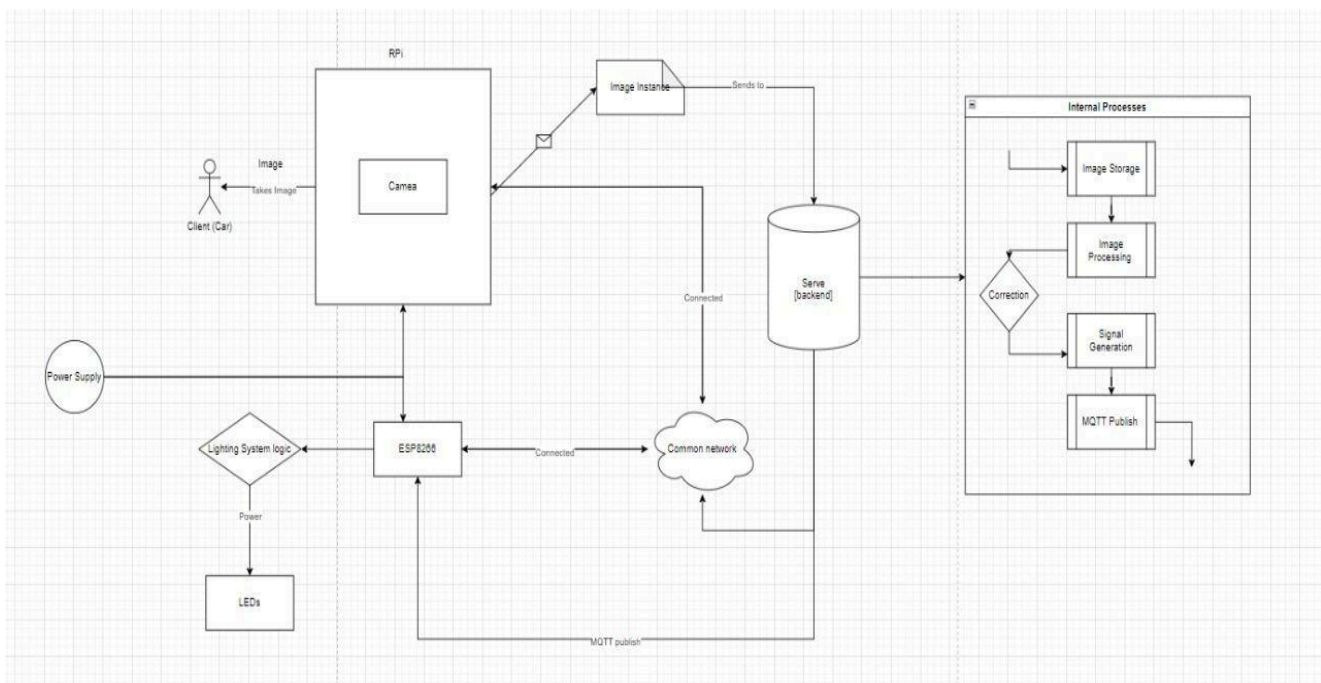 RPi
Image Instance
Sends to
Internal Processes
Image Storage
Image
Takes Image
Camea
Client (Car)
Image
Processing
Correction
Serve
[backend]
Connected
Signal
Generation
Power Supply
MQTT Publish
Lighting System logic
ESP8266
Connected
Common network
Power
LEDs
MQTT publish